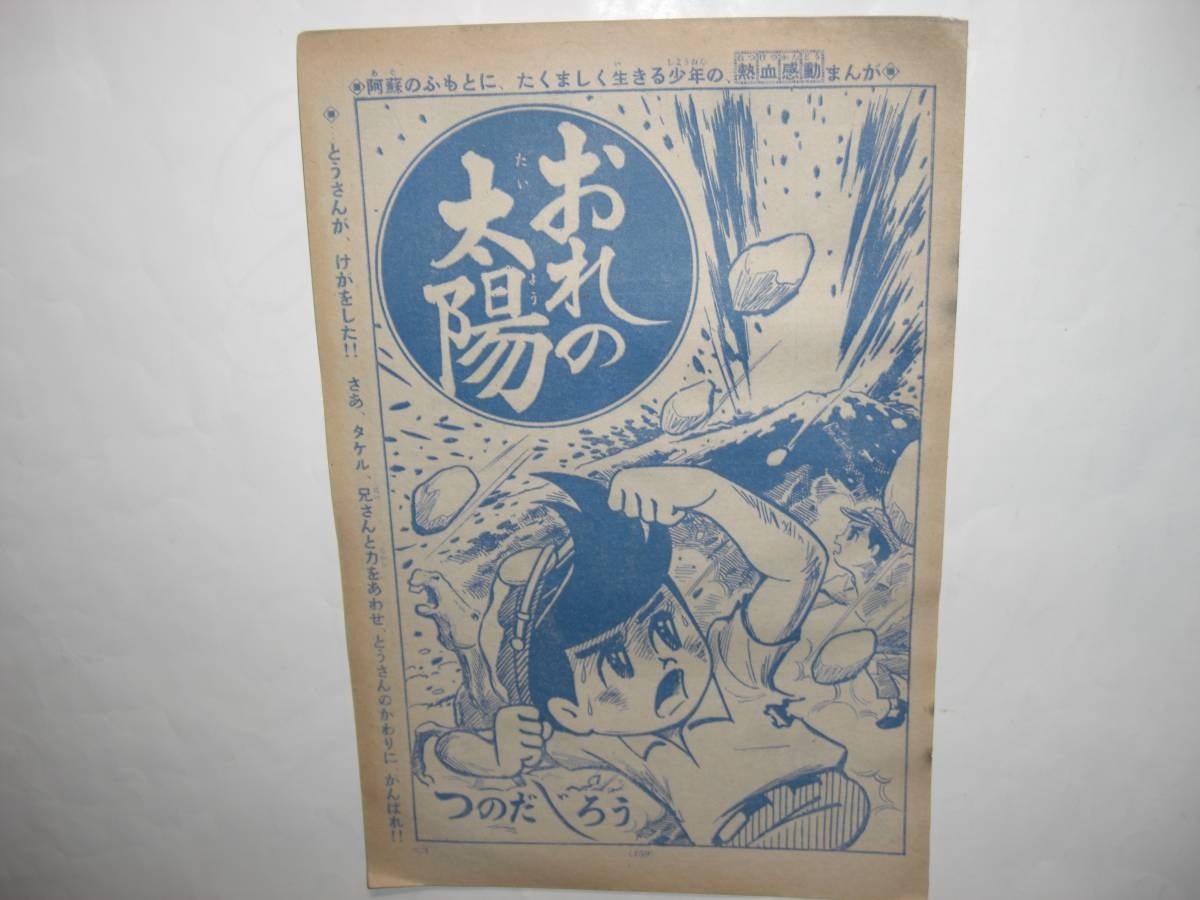 阿蘇のふもとに、たくましく生きる少年の、熱血感動まんが
おれの
太陽
とうさんが、けがをした!! さあ、タケル、兄さんと力をあわせ、とうさんのかわりに、がんばれ!!
つのだじろう